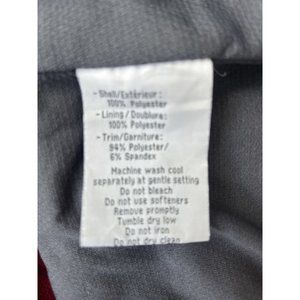 - Shell/Extérieur:
100% Polyester
- Lining / Doublure:
100% Polyester
- Trim/Garniture:
94% Polyester/
6% Spandex
Machine wash cool
separately at gentle setting
Do not bleach
Do not use softeners
Remove promptly
Tumble dry low
Do not iron
Do not dry clean